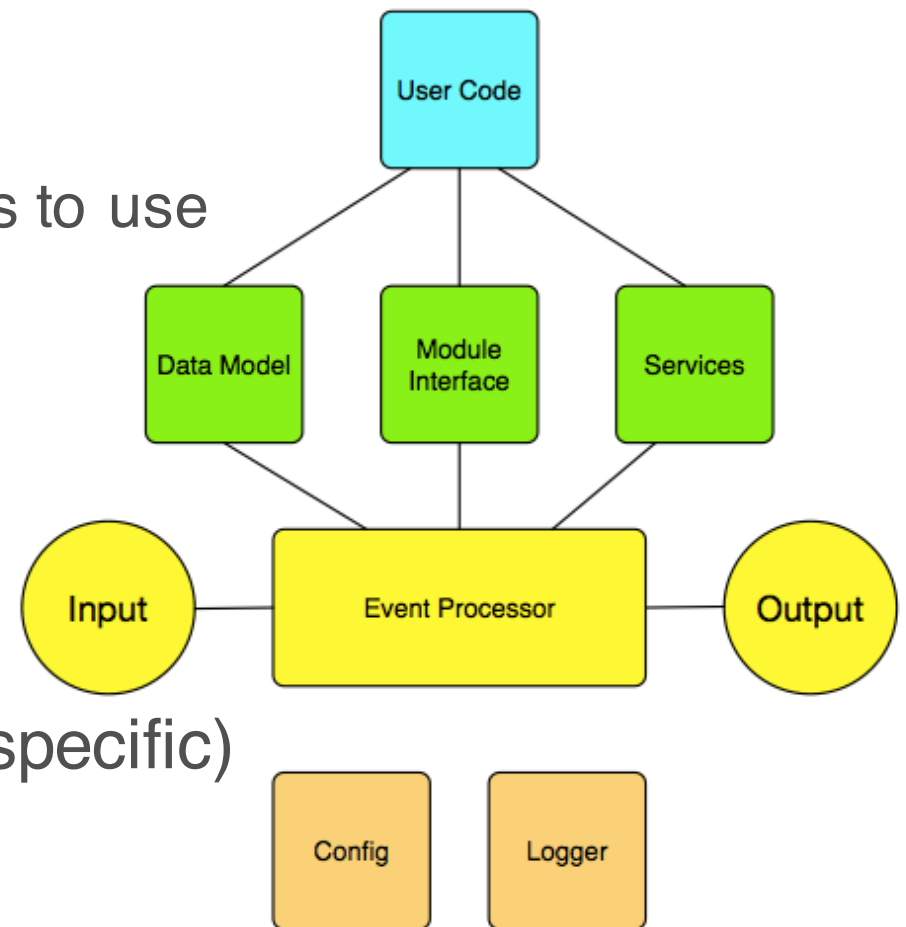 User Code
s to use
Data Model
Module
Interface
Services
Input
Event Processor
Output
specific)
Config
Logger